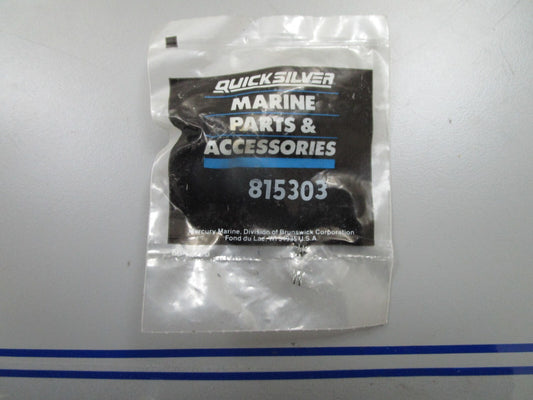 QUICKSILVER
MARINE
PARTS &
ACCESSORIES
815303
Mercury Marine, Division of Brunswick Corporation
Fond du Lac, WI 54935 U.S.A.